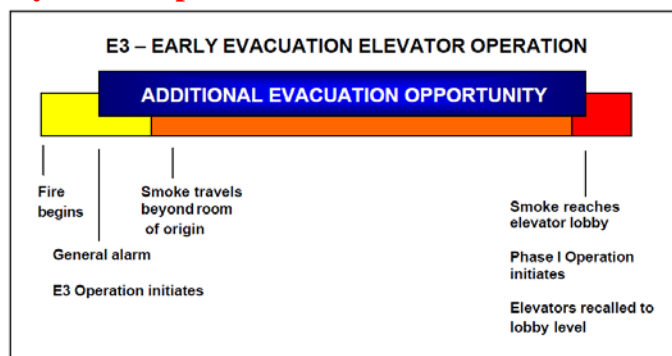 E3 – EARLY EVACUATION ELEVATOR OPERATION
ADDITIONAL EVACUATION OPPORTUNITY
Fire
begins
General alarm
E3 Operation initiates
Smoke travels
beyond room
of origin
Smoke reaches
elevator lobby
Phase I Operation
initiates
Elevators recalled to
lobby level